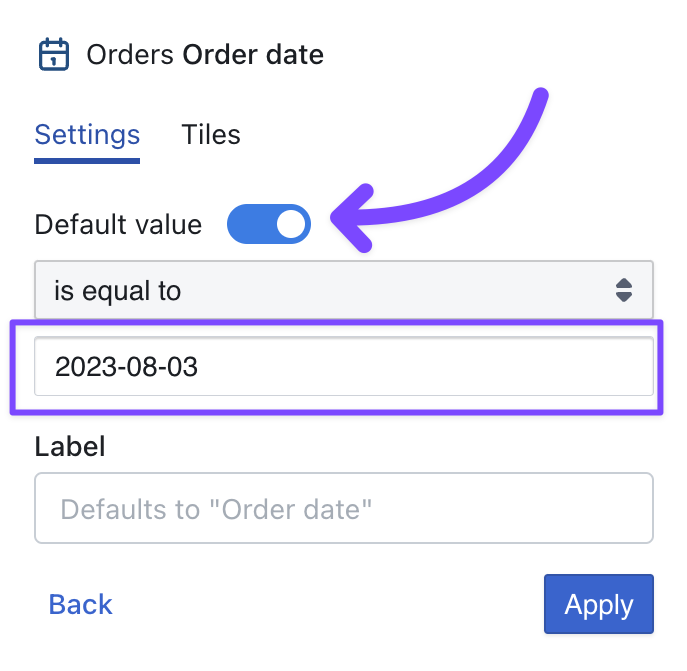 Orders Order date
Settings Tiles
Default value
is equal to
2023-08-03
Label
Defaults to "Order date"
Back Apply